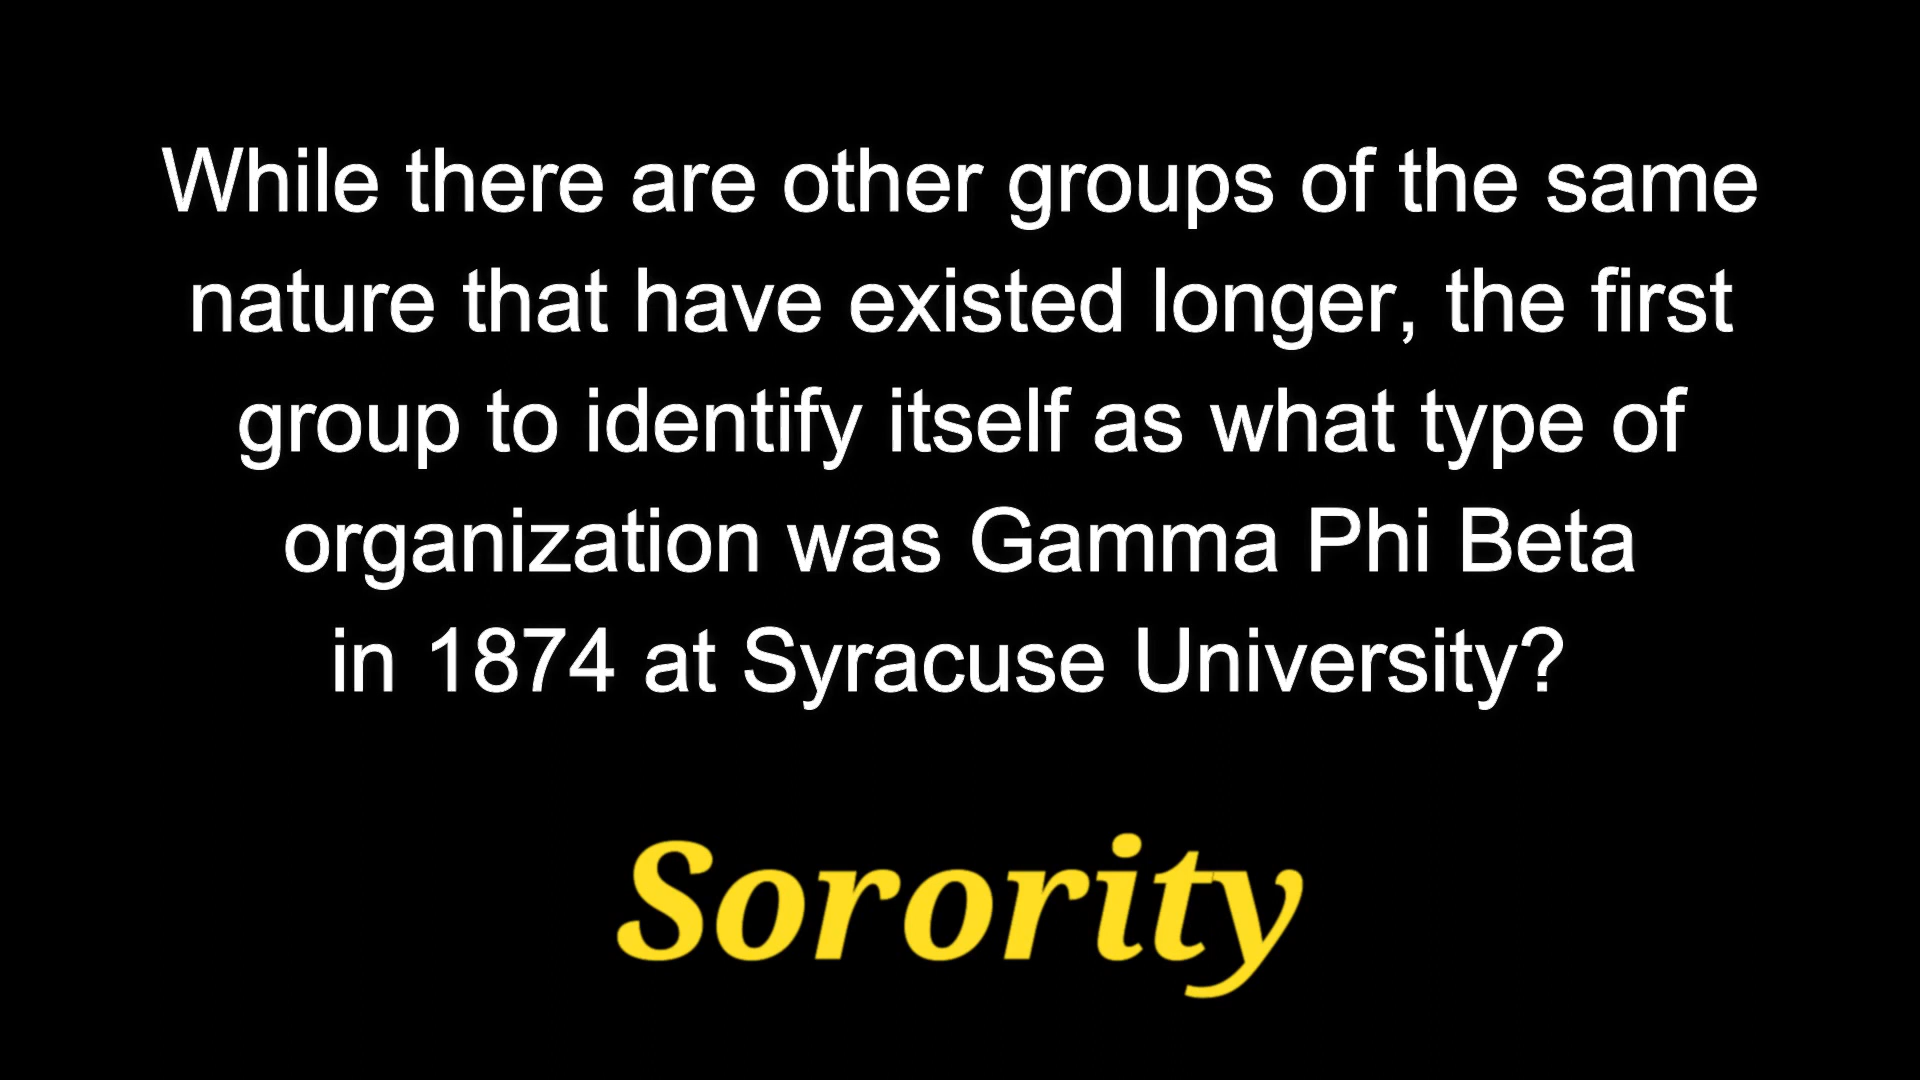 While there are other groups of the same
nature that have existed longer, the first
group to identify itself as what type of
organization was Gamma Phi Beta
in 1874 at Syracuse University?
Sorority